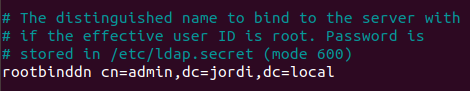 # The distinguished name to bind to the server with
# if the effective user ID is root. Password is
# stored in /etc/ldap.secret (mode 600)
rootbinddn cn=admin,dc=jordi,dc=local